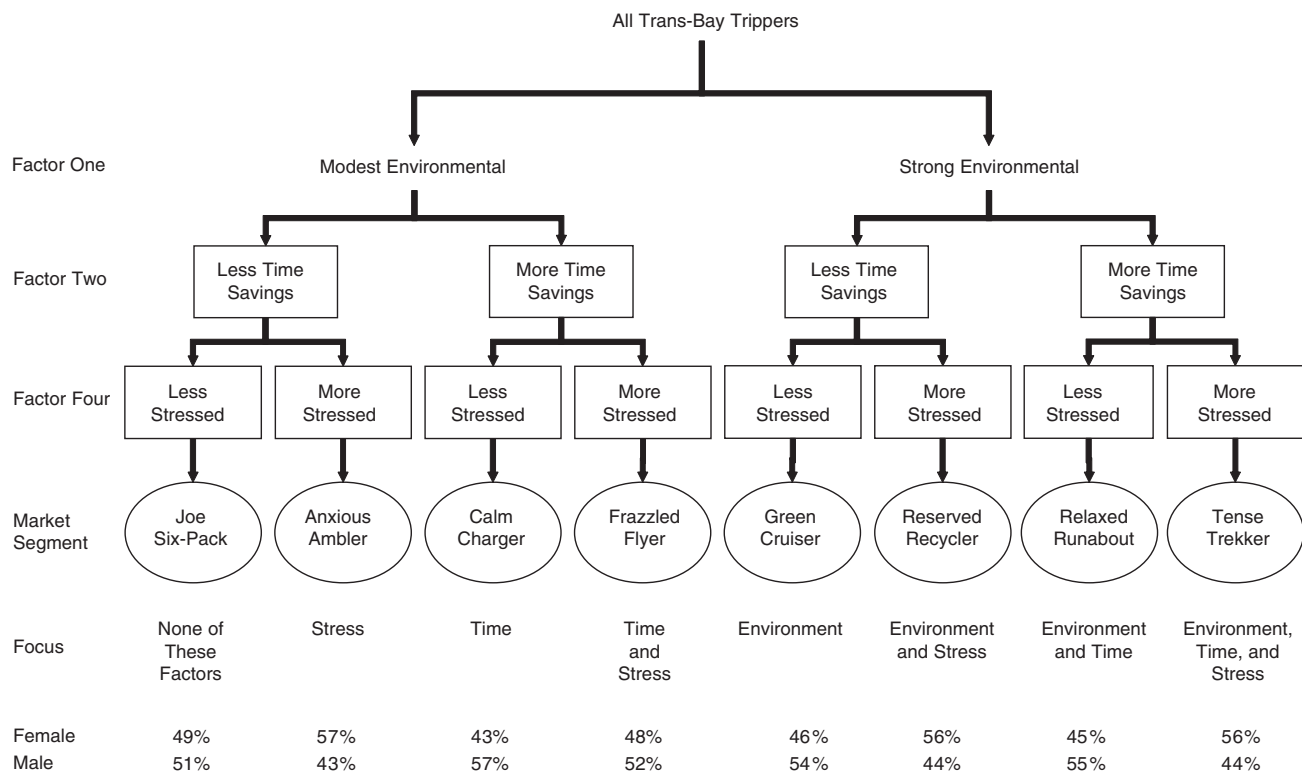 All Trans-Bay Trippers
Factor One
Modest Environmental
Strong Environmental
Factor Two
Less Time
Savings
More Time
Savings
Less Time
Savings
More Time
Savings
Factor Four
Less
Stressed
More
Stressed
Less
Stressed
More
Stressed
Less
Stressed
More
Stressed
Less
Stressed
More
Stressed
Market
Segment
Joe
Six-Pack
Anxious
Ambler
Calm
Charger
Frazzled
Flyer
Green
Cruiser
Reserved
Recycler
Relaxed
Runabout
Tense
Trekker
Focus
None of
These
Factors
Stress
Time
Time
and
Stress
Environment
Environment
and Stress
Environment
and Time
Environment,
Time, and
Stress
Female 49% 57% 43% 48% 46% 56% 45% 56%
Male 51% 43% 57% 52% 54% 44% 55% 44%